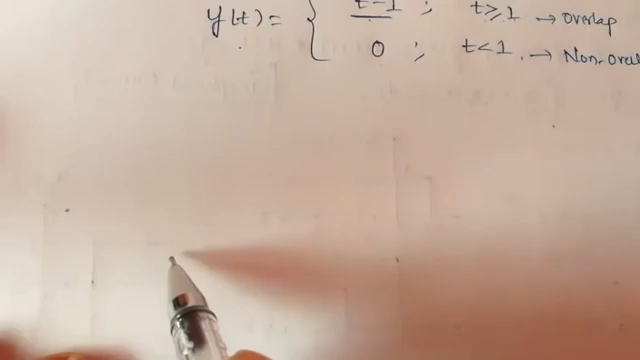 y(t) = { t-1 ; t≥1 → overlap
0 ; t<1 . → Non-over